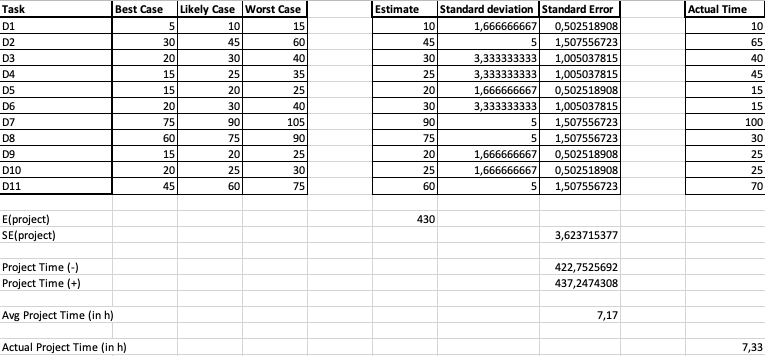 Task Best Case Likely Case Worst Case Estimate Standard deviation Standard Error Actual Time
D1 5 10 15 10 1,666666667 0,502518908 10
D2 30 45 60 45 5 1,507556723 65
D3 20 30 40 30 3,333333333 1,005037815 40
D4 15 25 35 25 3,333333333 1,005037815 45
D5 15 20 25 20 1,666666667 0,502518908 15
D6 20 30 40 30 3,333333333 1,005037815 15
D7 75 90 105 90 5 1,507556723 100
D8 60 75 90 75 5 1,507556723 30
D9 15 20 25 20 1,666666667 0,502518908 25
D10 20 25 30 25 1,666666667 0,502518908 25
D11 45 60 75 60 5 1,507556723 70
E(project) 430
SE(project) 3,623715377
Project Time (-) 422,7525692
Project Time (+) 437,2474308
Avg Project Time (in h) 7,17
Actual Project Time (in h) 7,33